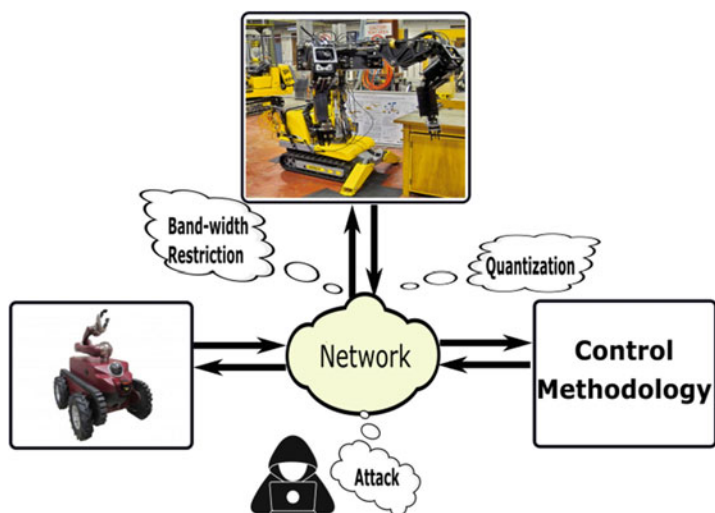 Band-width
Restriction
Quantization
Network
Control
Methodology
Attack